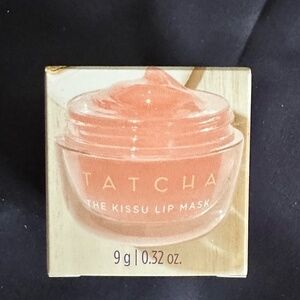 TATCHA
THE KISSU LIP MASK
9 g | 0.32 oz.